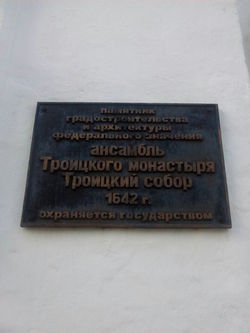 памятник
градостроительства
и архитектуры
федерального значения
ансамбль
Троицкого монастыря
Троицкий собор
1642 г.
охраняется государством